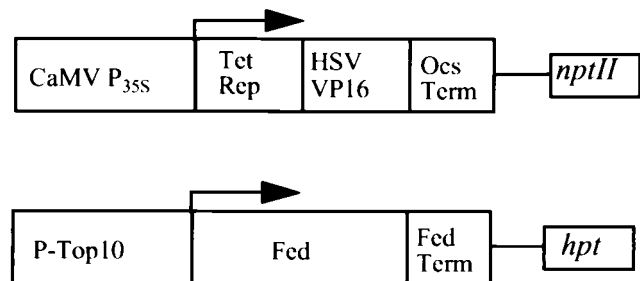 CaMV P35S
Tet Rep
HSV VP16
Ocs Term
nptII
P-Top10
Fed
Fed Term
hpt